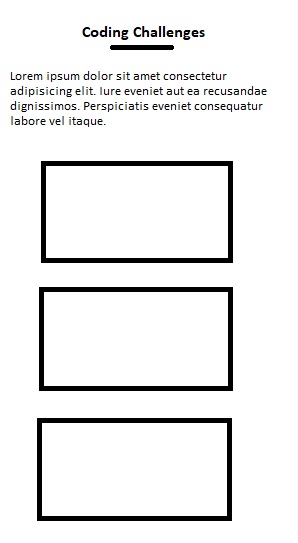 Coding Challenges
Lorem ipsum dolor sit amet consectetur
adipisicing elit. Iure eveniet aut ea recusandae
dignissimos. Perspiciatis eveniet consequatur
labore vel itaque.